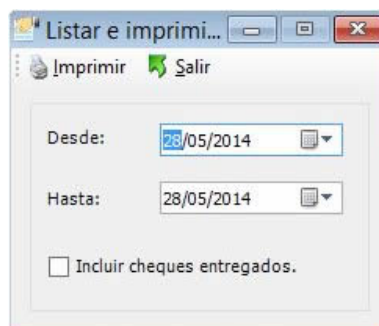 Listar e imprimi...
Imprimir Salir
Desde: 28/05/2014
Hasta: 28/05/2014
Incluir cheques entregados.